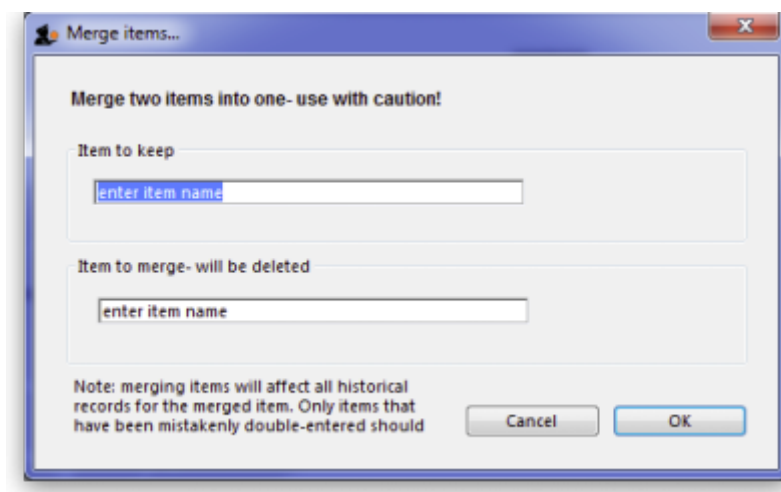 Merge items...
Merge two items into one- use with caution!
Item to keep
enter item name
Item to merge- will be deleted
enter item name
Note: merging items will affect all historical
records for the merged item. Only items that
have been mistakenly double-entered should
Cancel
OK